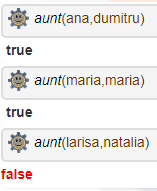 aunt(ana,dumitru)
true
aunt(maria,maria)
true
aunt(larisa,natalia)
false